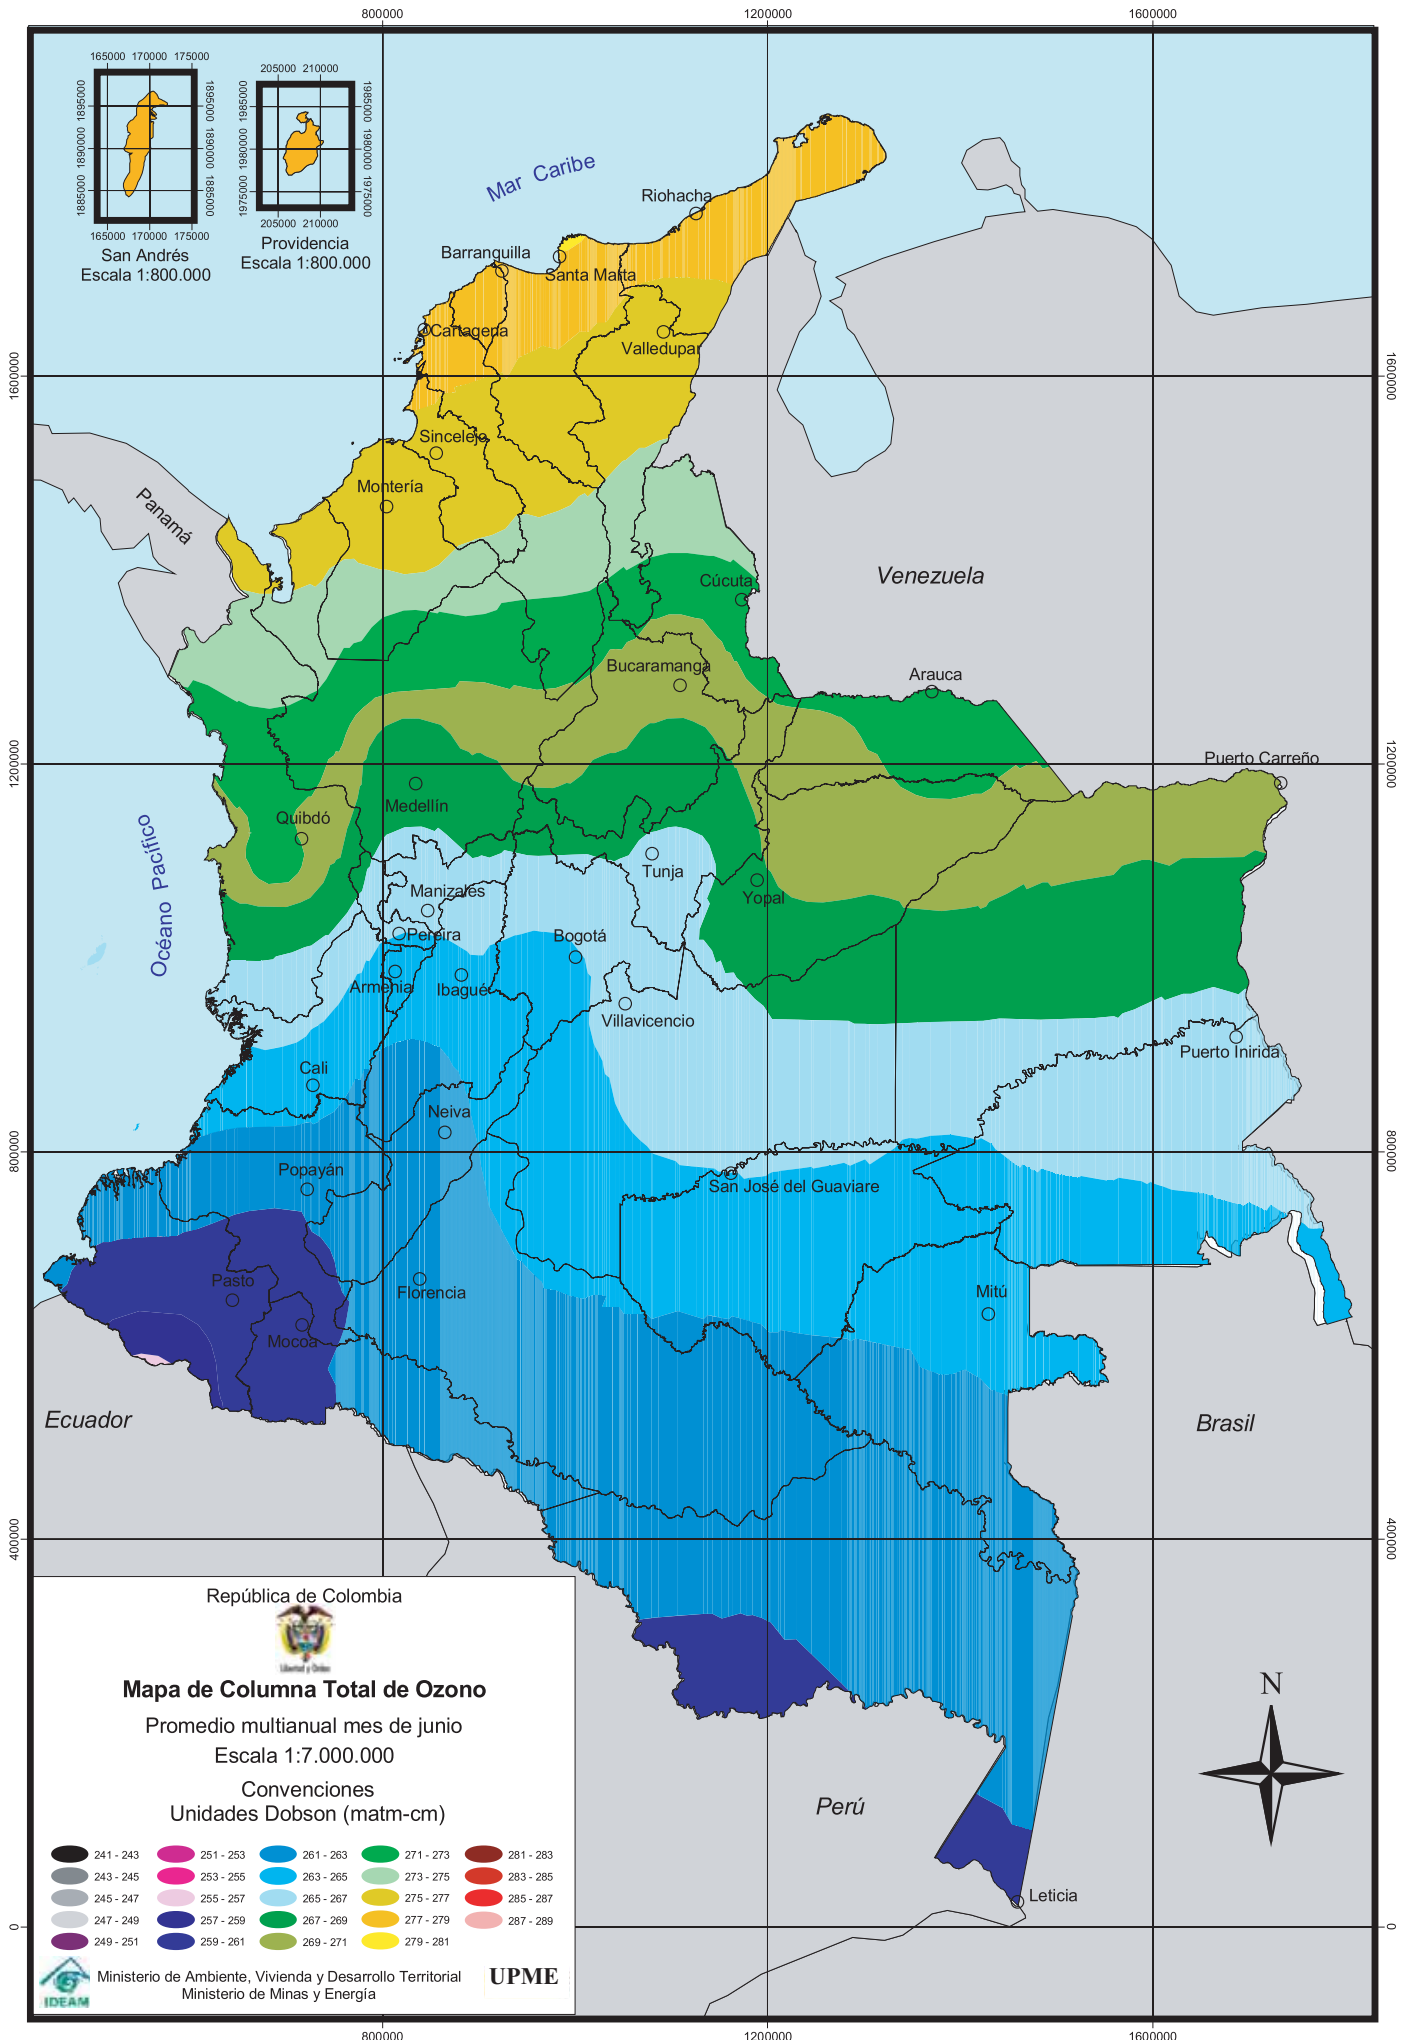 800000
1200000
1600000
165000 170000 175000
205000 210000
1895000
1890000
1885000
1895000
1890000
1885000
1985000
1980000
1975000
1985000
1980000
1975000
165000 170000 175000
205000 210000
San Andrés
Escala 1:800.000
Providencia
Escala 1:800.000
Mar Caribe
Riohacha
Barranquilla
Santa Marta
Cartagena
Valledupar
1600000
1600000
Sincelejo
Montería
Panamá
Cúcuta
Venezuela
Bucaramanga
Arauca
Puerto Carreño
1200000
1200000
Medellín
Quibdó
Océano Pacífico
Tunja
Manizales
Yopal
Pereira
Bogotá
Armenia
Ibagué
Villavicencio
Puerto Inirida
Cali
Neiva
800000
800000
Popayán
San José del Guaviare
Pasto
Florencia
Mitú
Mocoa
Ecuador
Brasil
400000
400000
República de Colombia
Libertad y Orden
Mapa de Columna Total de Ozono
Promedio multianual mes de junio
Escala 1:7.000.000
Convenciones
Unidades Dobson (matm-cm)
241 - 243 251 - 253 261 - 263 271 - 273 281 - 283
243 - 245 253 - 255 263 - 265 273 - 275 283 - 285
245 - 247 255 - 257 265 - 267 275 - 277 285 - 287
247 - 249 257 - 259 267 - 269 277 - 279 287 - 289
249 - 251 259 - 261 269 - 271 279 - 281
IDEAM
Ministerio de Ambiente, Vivienda y Desarrollo Territorial
Ministerio de Minas y Energía
UPME
N
Perú
Leticia
0
0
800000
1200000
1600000